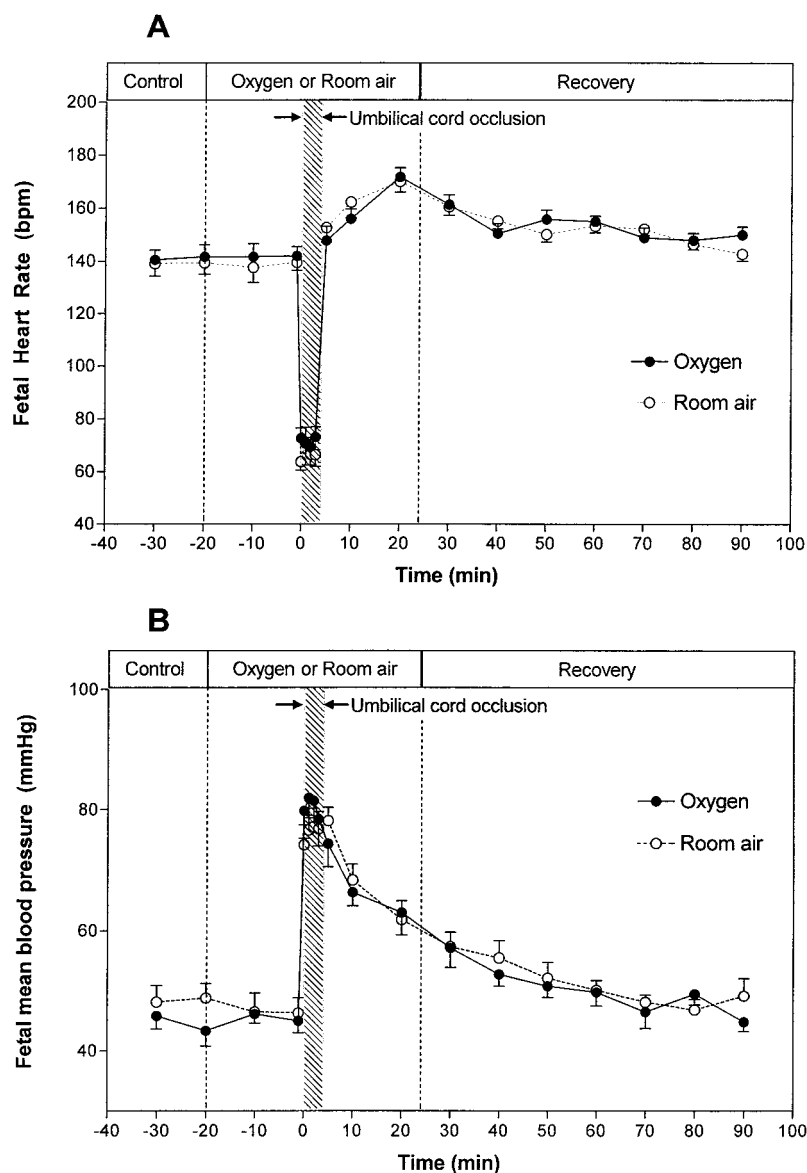 A
Control Oxygen or Room air Recovery
Umbilical cord occlusion
200
180
160
140
120
100
80
60
40
Fetal Heart Rate (bpm)
Oxygen
Room air
-40 -30 -20 -10 0 10 20 30 40 50 60 70 80 90 100
Time (min)
B
Control Oxygen or Room air Recovery
Umbilical cord occlusion
100
80
60
40
Fetal mean blood pressure (mmHg)
Oxygen
Room air
-40 -30 -20 -10 0 10 20 30 40 50 60 70 80 90 100
Time (min)